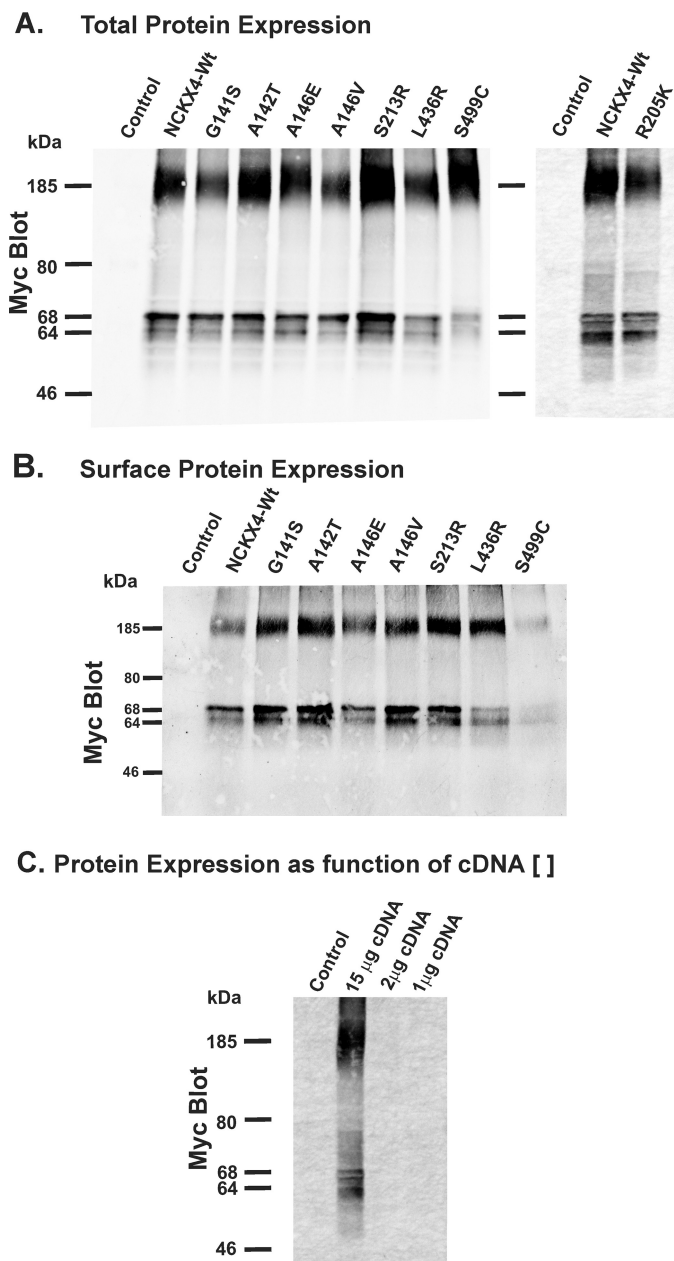 A. Total Protein Expression
Control NCKX4-Wt G141S A142T A146E A146V S213R L436R S499C Control NCKX4-Wt R205K
kDa
185
80
68
64
46
Myc Blot
B. Surface Protein Expression
Control NCKX4-Wt G141S A142T A146E A146V S213R L436R S499C
kDa
185
80
68
64
46
Myc Blot
C. Protein Expression as function of cDNA [ ]
Control 15 μg cDNA 2μg cDNA 1μg cDNA
kDa
185
80
68
64
46
Myc Blot